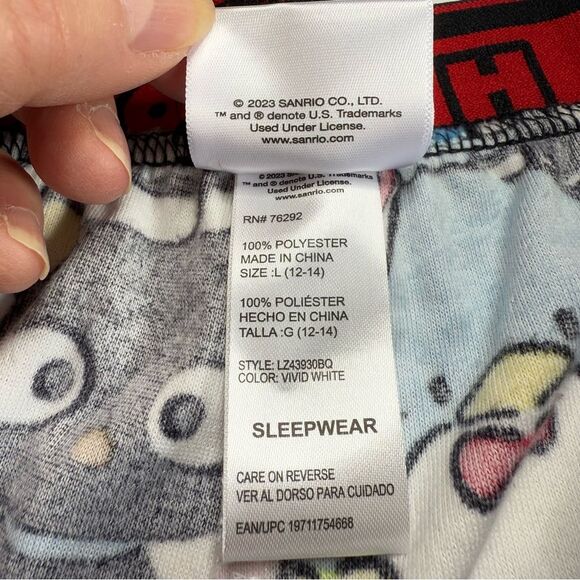 H
© 2023 SANRIO CO., LTD.
™ and ® denote U.S. Trademarks
Used Under License.
www.sanrio.com
© 2023 S
™ and ® denote U.S. Trademarks
Used Under License.
www.sanrio.com
RN# 76292
100% POLYESTER
MADE IN CHINA
SIZE :L (12-14)
100% POLIÉSTER
HECHO EN CHINA
TALLA :G (12-14)
STYLE: LZ43930BQ
COLOR: VIVID WHITE
SLEEPWEAR
CARE ON REVERSE
VER AL DORSO PARA CUIDADO
EAN/UPC 19711754668